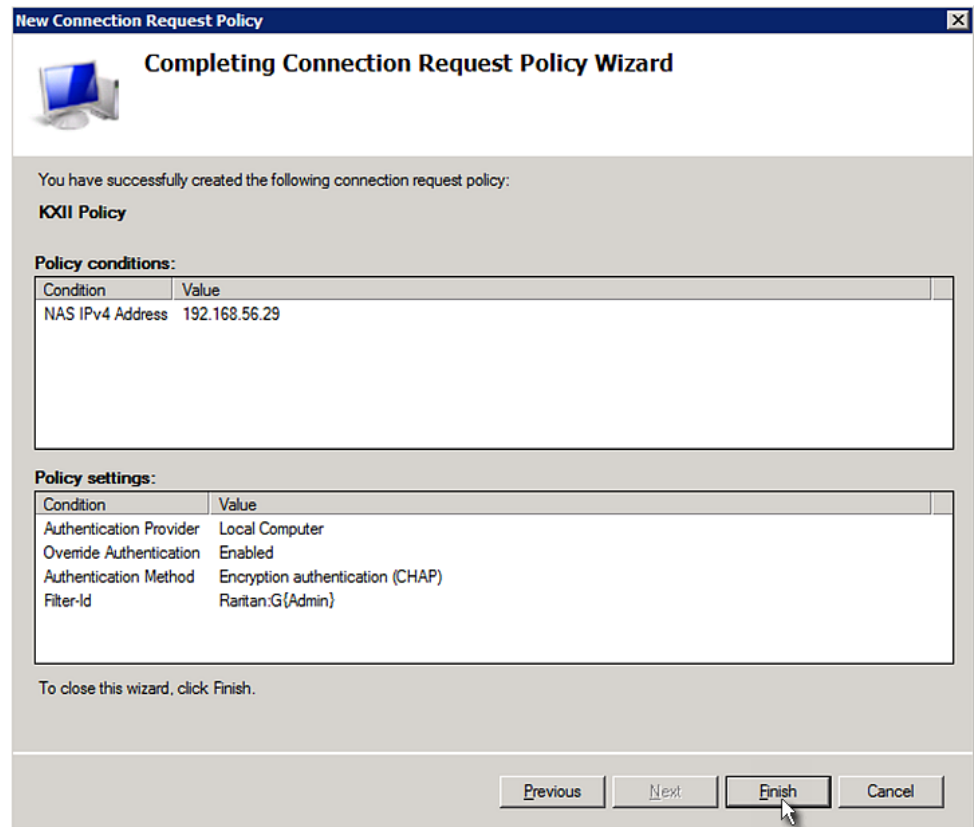 New Connection Request Policy
Completing Connection Request Policy Wizard
You have successfully created the following connection request policy:
KXII Policy
Policy conditions:
Condition Value
NAS IPv4 Address 192.168.56.29
Policy settings:
Condition Value
Authentication Provider Local Computer
Override Authentication Enabled
Authentication Method Encryption authentication (CHAP)
Filter-Id Raritan:G{Admin}
To close this wizard, click Finish.
Previous Next Finish Cancel